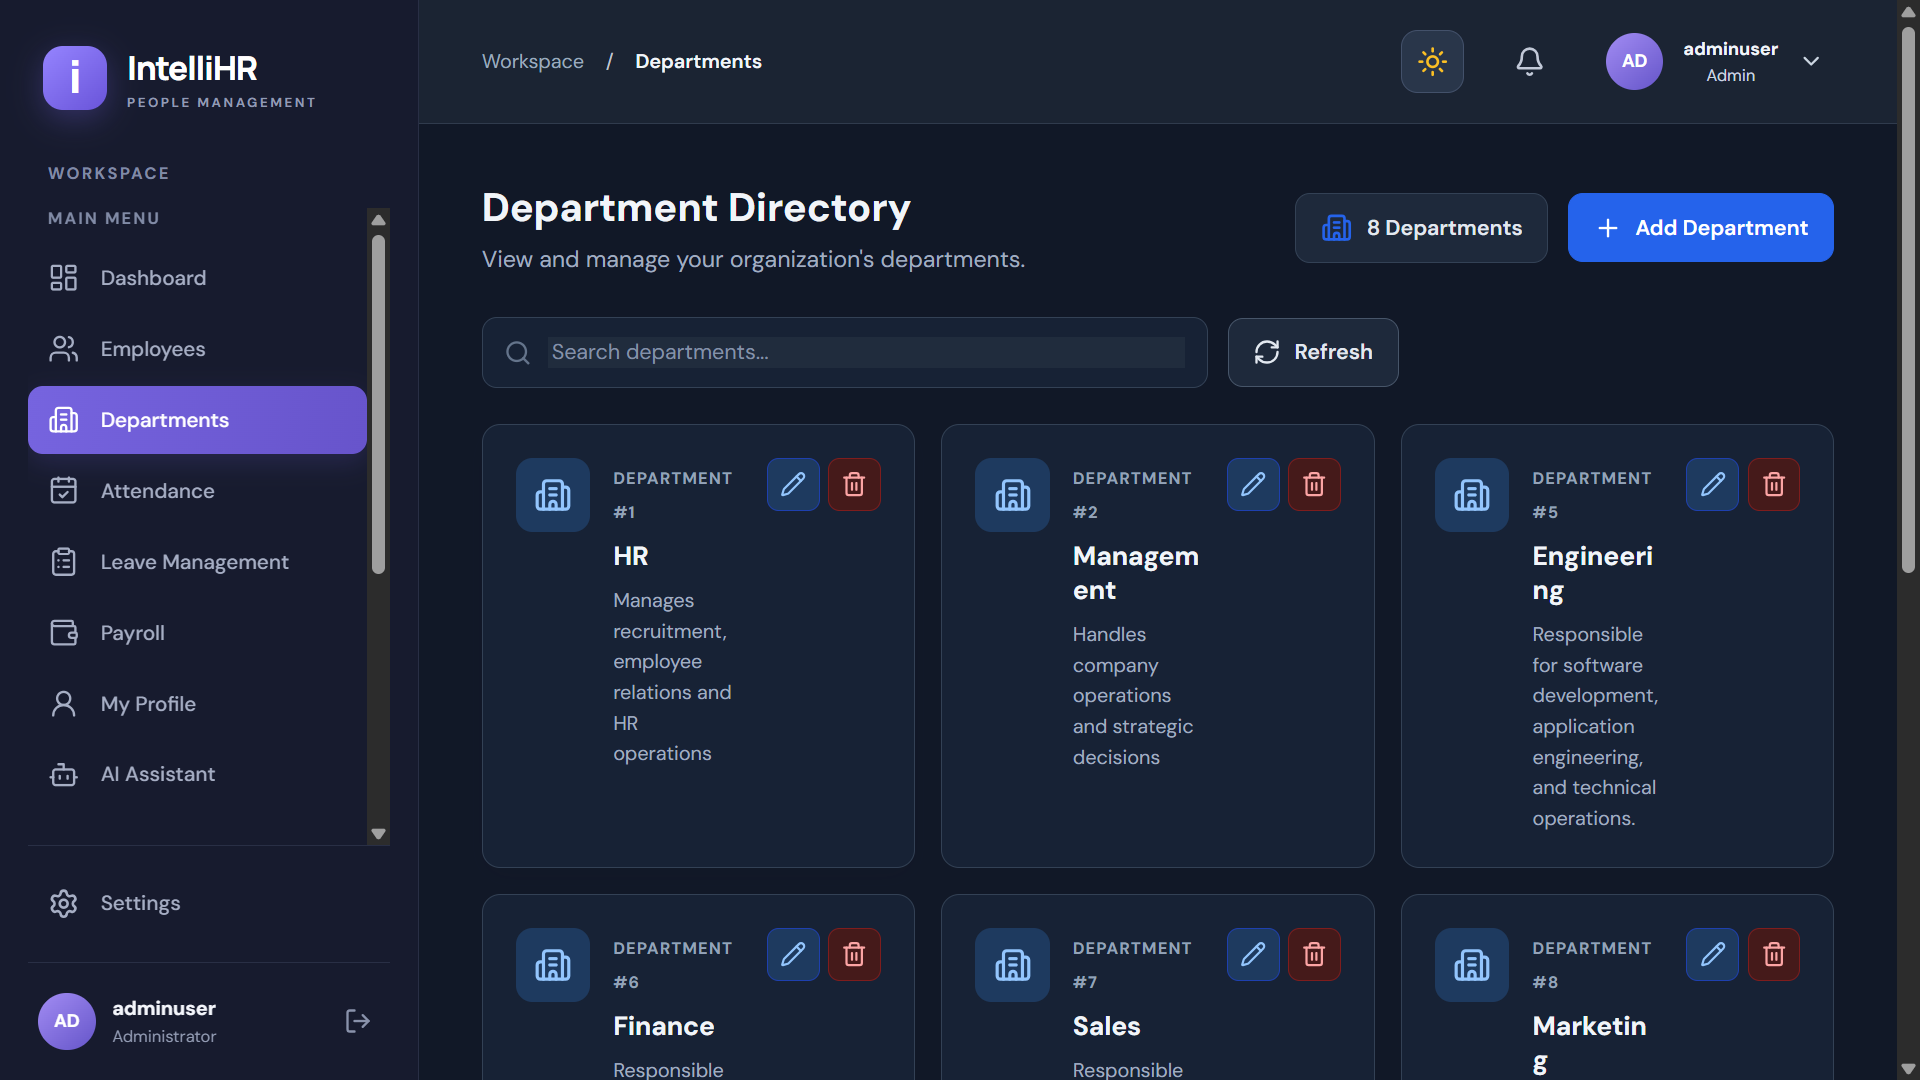 i
IntelliHR
PEOPLE MANAGEMENT
WORKSPACE
MAIN MENU
Dashboard
Employees
Departments
Attendance
Leave Management
Payroll
My Profile
AI Assistant
Settings
AD
adminuser
Administrator
Workspace / Departments
AD
adminuser
Admin
Department Directory
View and manage your organization's departments.
8 Departments
Add Department
Search departments...
Refresh
DEPARTMENT
#1
HR
Manages
recruitment,
employee
relations and
HR
operations
DEPARTMENT
#2
Managem
ent
Handles
company
operations
and strategic
decisions
DEPARTMENT
#5
Engineeri
ng
Responsible
for software
development,
application
engineering,
and technical
operations.
DEPARTMENT
#6
Finance
Responsible
DEPARTMENT
#7
Sales
Responsible
DEPARTMENT
#8
Marketin
g